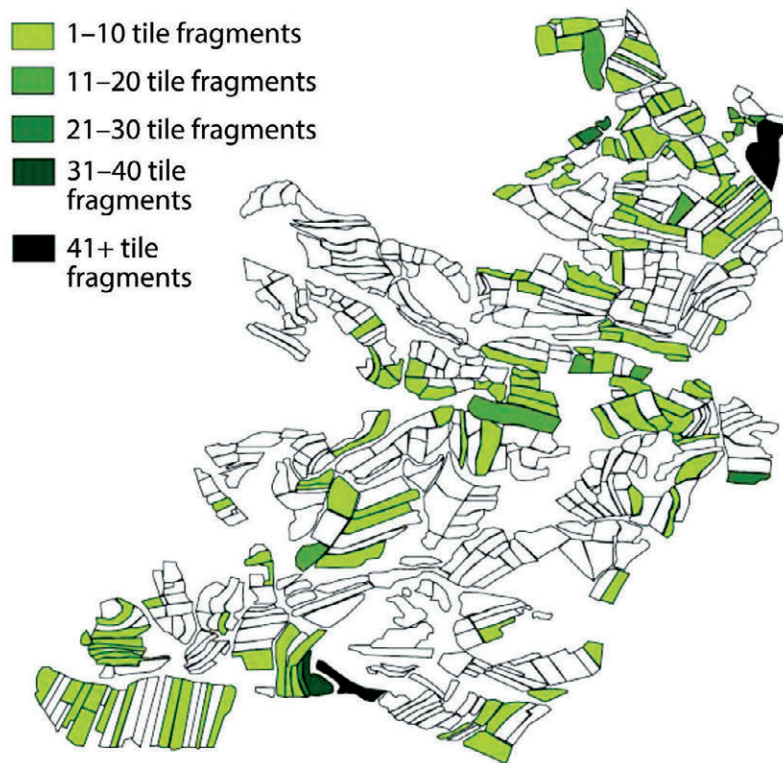 1–10 tile fragments
11–20 tile fragments
21–30 tile fragments
31–40 tile
fragments
41+ tile
fragments